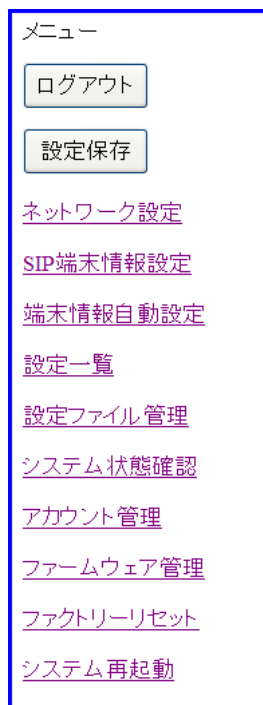 メニュー
ログアウト
設定保存
ネットワーク設定
SIP端末情報設定
端末情報自動設定
設定一覧
設定ファイル管理
システム状態確認
アカウント管理
ファームウェア管理
ファクトリーリセット
システム再起動